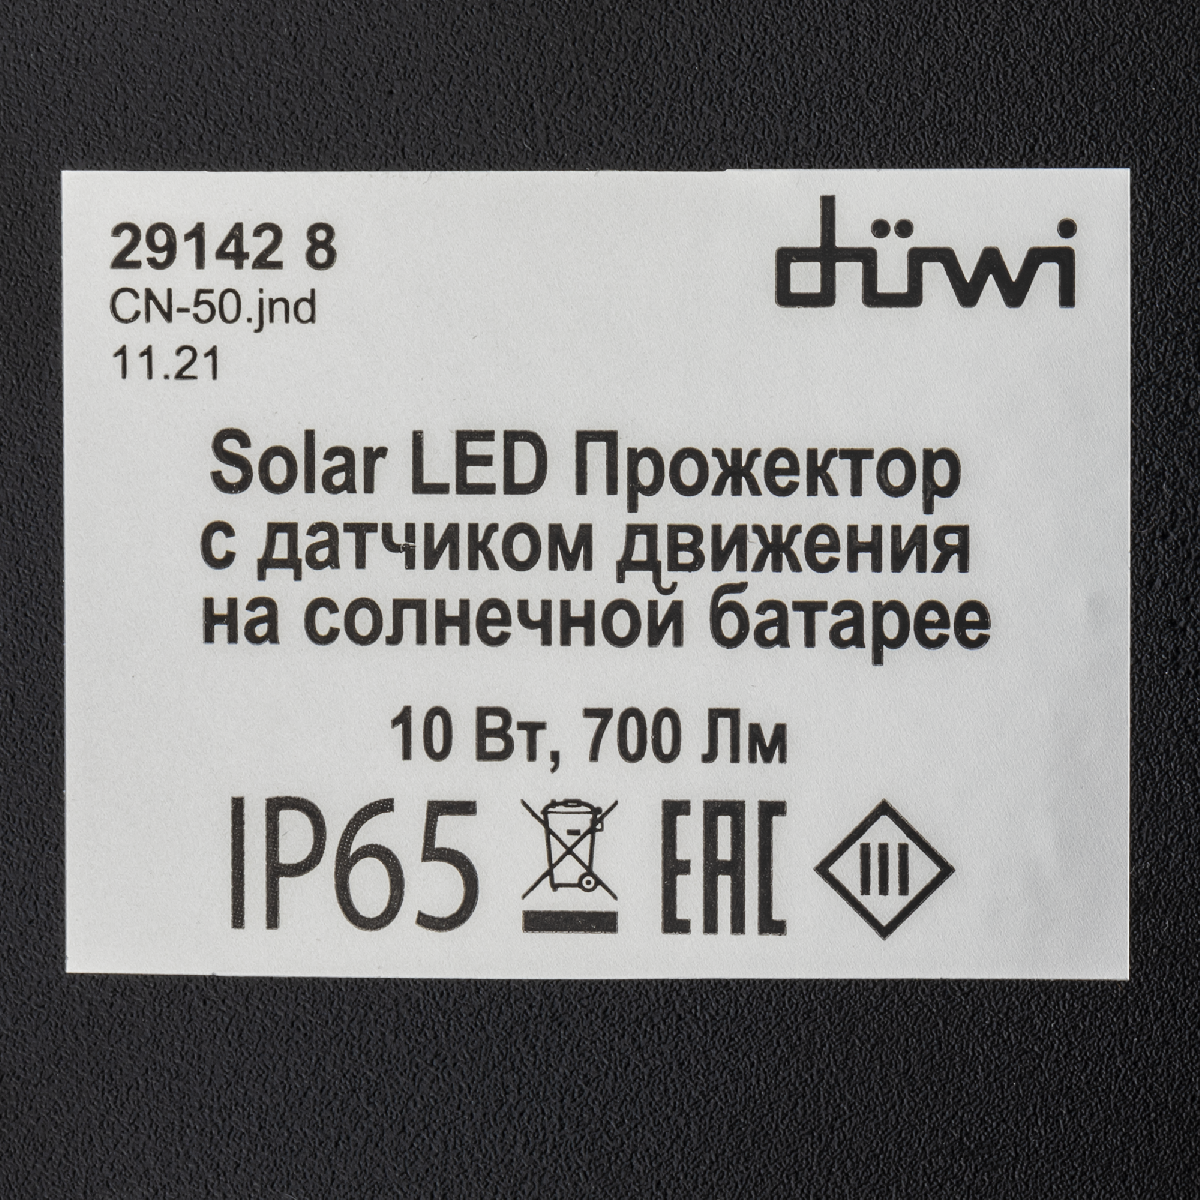 29142 8
CN-50.jnd
11.21
düwi
Solar LED Прожектор
с датчиком движения
на солнечной батарее
10 Вт, 700 Лм
IP65 EAC III